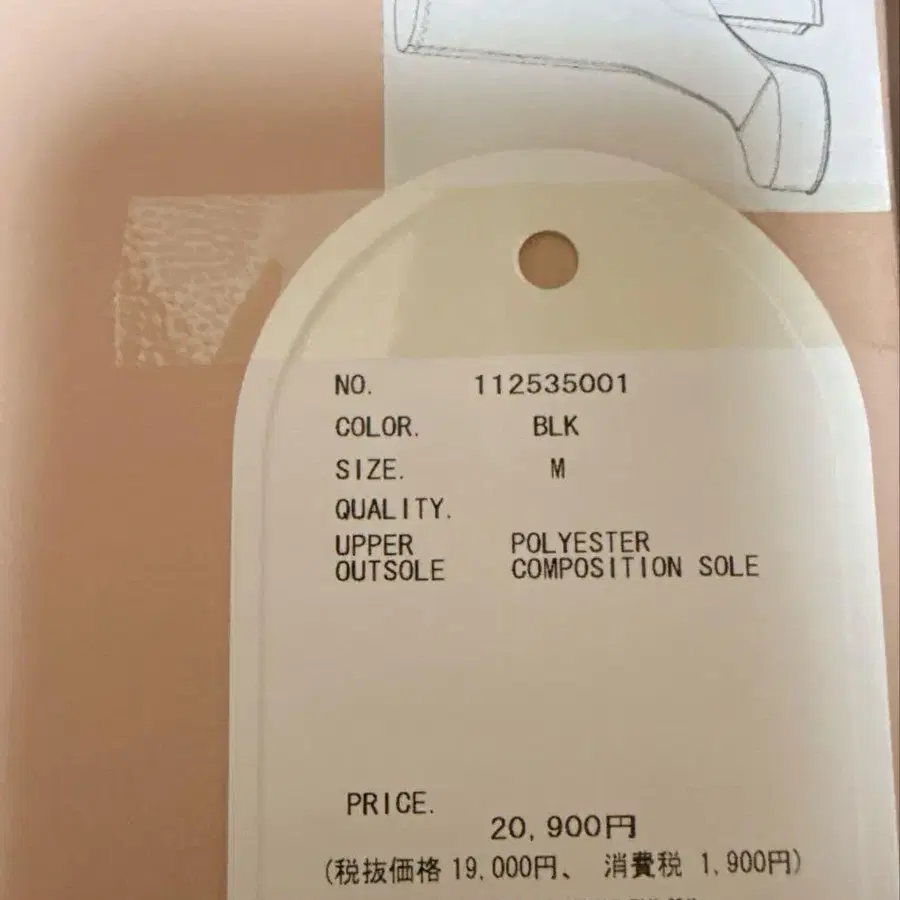 NO. 112535001
COLOR. BLK
SIZE. M
QUALITY.
UPPER POLYESTER
OUTSOLE COMPOSITION SOLE
PRICE.
20,900円
(税抜価格 19,000円、 消費税 1,900円)